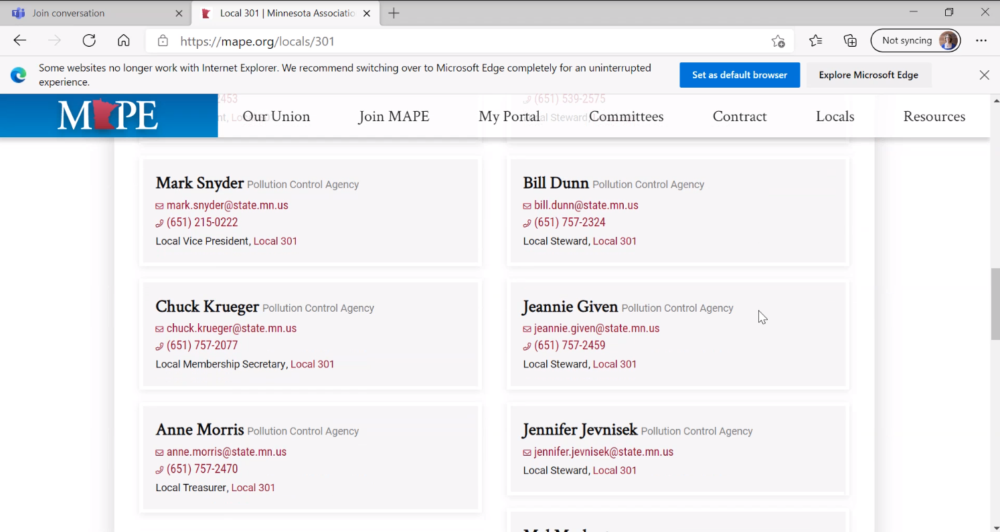 Join conversation
Local 301 | Minnesota Associatio
https://mape.org/locals/301
Not syncing
Some websites no longer work with Internet Explorer. We recommend switching over to Microsoft Edge completely for an uninterrupted
experience.
Set as default browser
Explore Microsoft Edge
MAPE
Our Union
Join MAPE
My Portal
Committees
Contract
Locals
Resources
(651) 539-2575
Mark Snyder Pollution Control Agency
mark.snyder@state.mn.us
(651) 215-0222
Local Vice President, Local 301
Bill Dunn Pollution Control Agency
bill.dunn@state.mn.us
(651) 757-2324
Local Steward, Local 301
Chuck Krueger Pollution Control Agency
chuck.krueger@state.mn.us
(651) 757-2077
Local Membership Secretary, Local 301
Jeannie Given Pollution Control Agency
jeannie.given@state.mn.us
(651) 757-2459
Local Steward, Local 301
Anne Morris Pollution Control Agency
anne.morris@state.mn.us
(651) 757-2470
Local Treasurer, Local 301
Jennifer Jevnisek Pollution Control Agency
jennifer.jevnisek@state.mn.us
Local Steward, Local 301